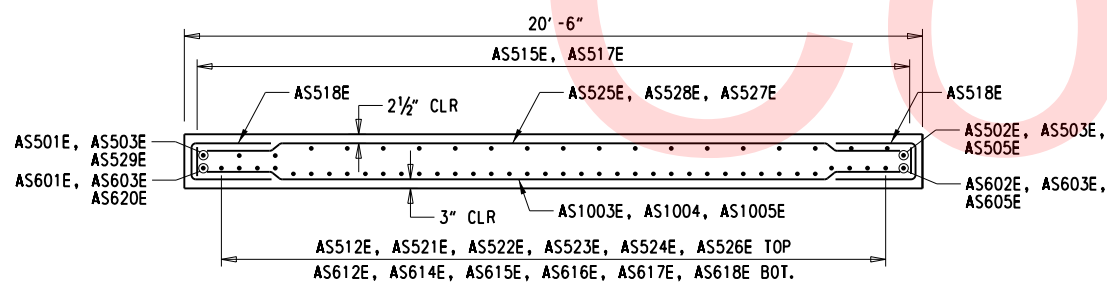 20'-6"
AS515E, AS517E
AS518E
2½" CLR
AS525E, AS528E, AS527E
AS518E
AS501E, AS503E
AS529E
AS601E, AS603E
AS620E
AS502E, AS503E,
AS505E
AS602E, AS603E,
AS605E
3" CLR
AS1003E, AS1004, AS1005E
AS512E, AS521E, AS522E, AS523E, AS524E, AS526E TOP
AS612E, AS614E, AS615E, AS616E, AS617E, AS618E BOT.